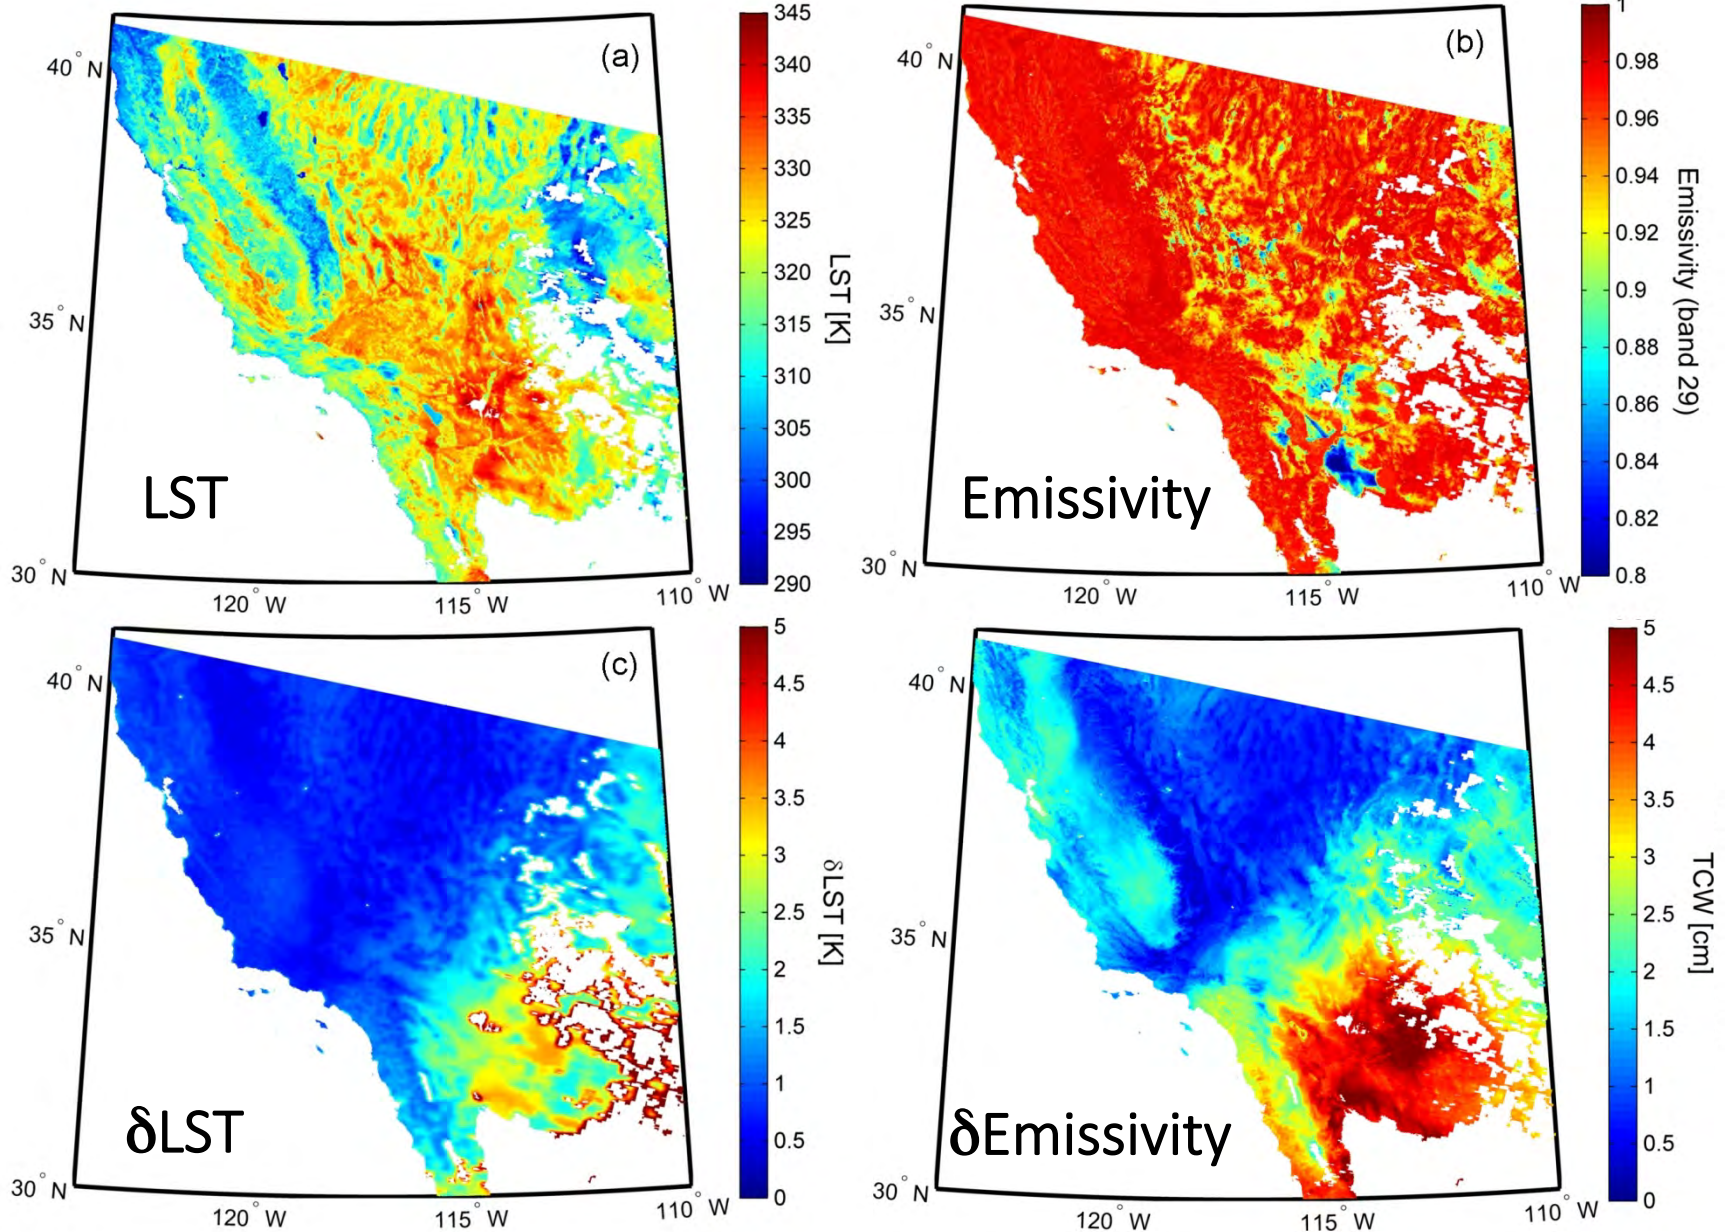 (a)
40° N
35° N
30° N
120° W
115° W
110° W
LST
345
340
335
330
325
320
315
310
305
300
295
290
LST [K]
(b)
40° N
35° N
30° N
120° W
115° W
110° W
Emissivity
1
0.98
0.96
0.94
0.92
0.9
0.88
0.86
0.84
0.82
0.8
Emissivity (band 29)
(c)
40° N
35° N
30° N
120° W
115° W
110° W
δLST
5
4.5
4
3.5
3
2.5
2
1.5
1
0.5
0
δLST [K]
40° N
35° N
30° N
120° W
115° W
110° W
δEmissivity
5
4.5
4
3.5
3
2.5
2
1.5
1
0.5
0
TCW [cm]